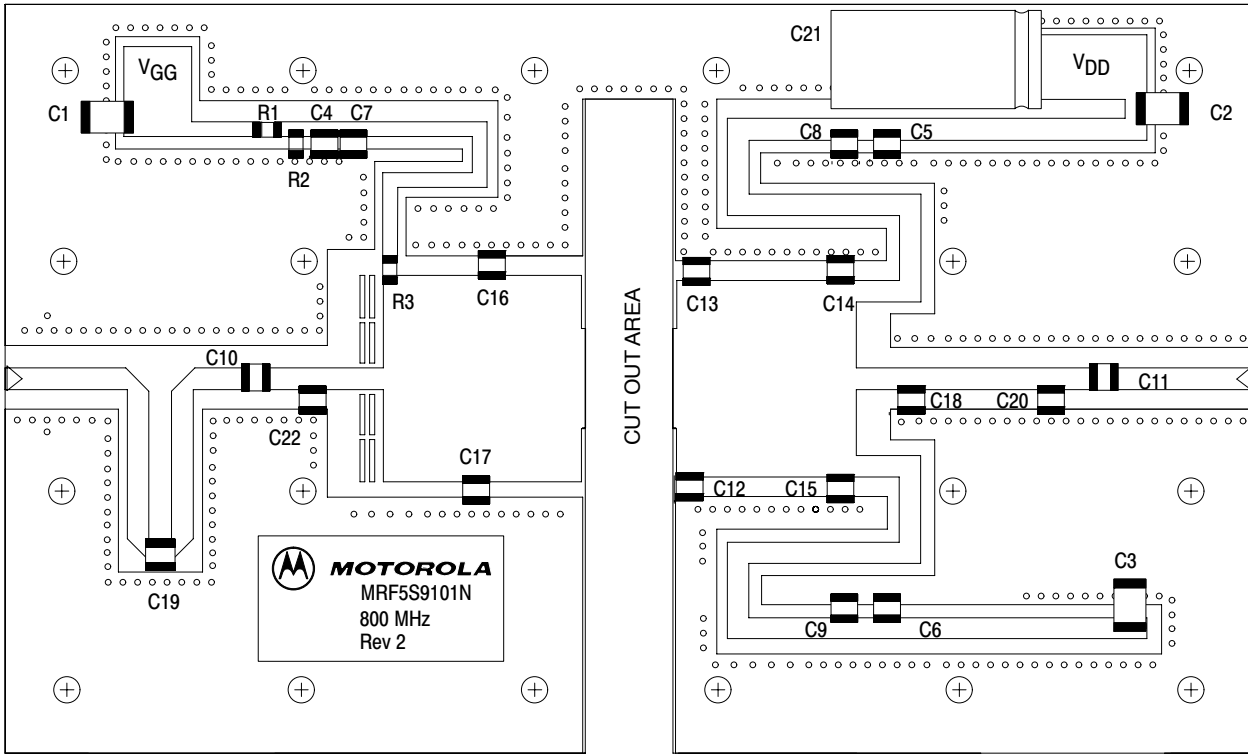 C21
VGG
VDD
C1
R1
C4
C7
C8
C5
C2
R2
R3
C16
C13
C14
C10
C11
C22
CUT OUT AREA
C18
C20
C17
C12
C15
MOTOROLA
MRF5S9101N
800 MHz
Rev 2
C3
C19
C9
C6